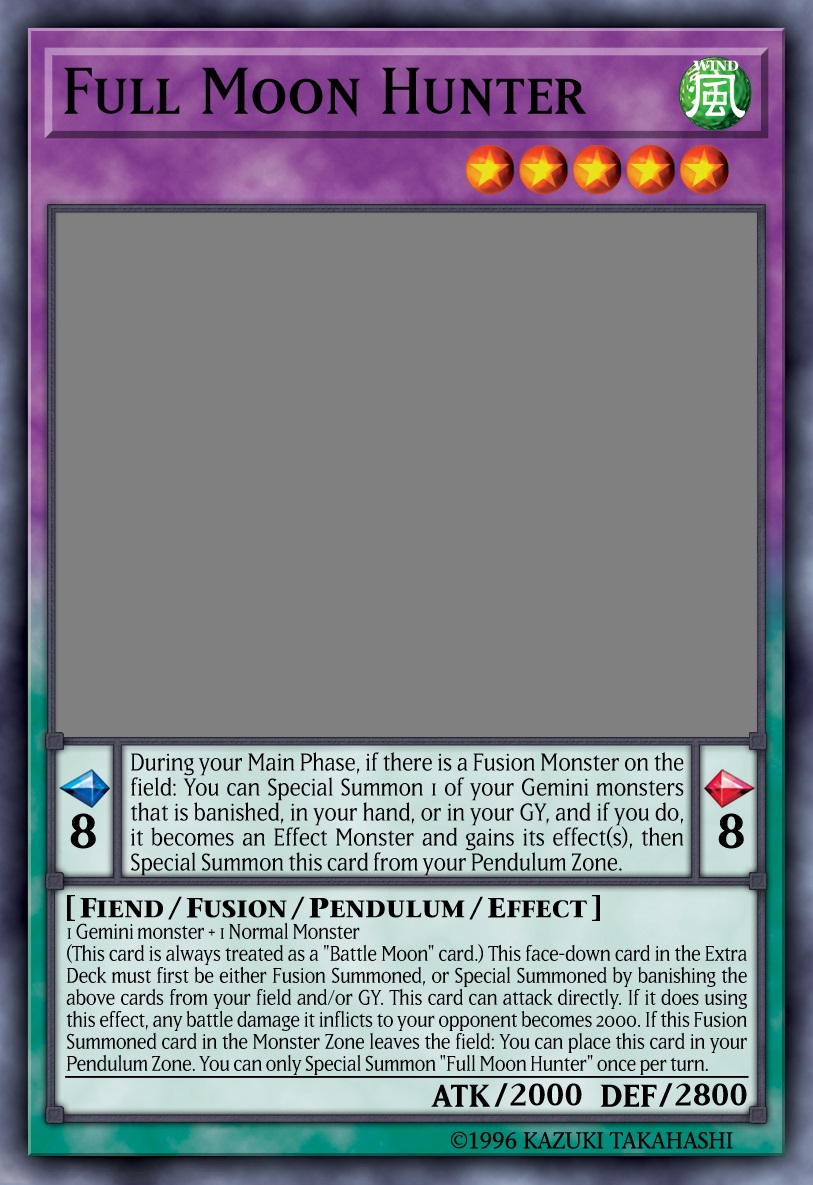 FULL MOON HUNTER
WIND
風
During your Main Phase, if there is a Fusion Monster on the
field: You can Special Summon 1 of your Gemini monsters
that is banished, in your hand, or in your GY, and if you do,
it becomes an Effect Monster and gains its effect(s), then
Special Summon this card from your Pendulum Zone.
8
8
[ FIEND / FUSION / PENDULUM / EFFECT ]
1 Gemini monster + 1 Normal Monster
(This card is always treated as a "Battle Moon" card.) This face-down card in the Extra
Deck must first be either Fusion Summoned, or Special Summoned by banishing the
above cards from your field and/or GY. This card can attack directly. If it does using
this effect, any battle damage it inflicts to your opponent becomes 2000. If this Fusion
Summoned card in the Monster Zone leaves the field: You can place this card in your
Pendulum Zone. You can only Special Summon "Full Moon Hunter" once per turn.
ATK/2000 DEF/2800
©1996 KAZUKI TAKAHASHI